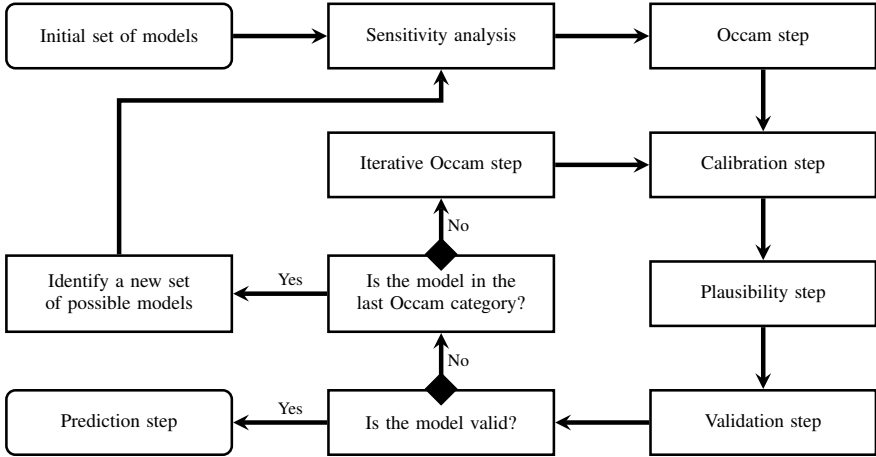 Initial set of models
Sensitivity analysis
Occam step
Iterative Occam step
Calibration step
No
Identify a new set
of possible models
Yes
Is the model in the
last Occam category?
Plausibility step
No
Prediction step
Yes
Is the model valid?
Validation step